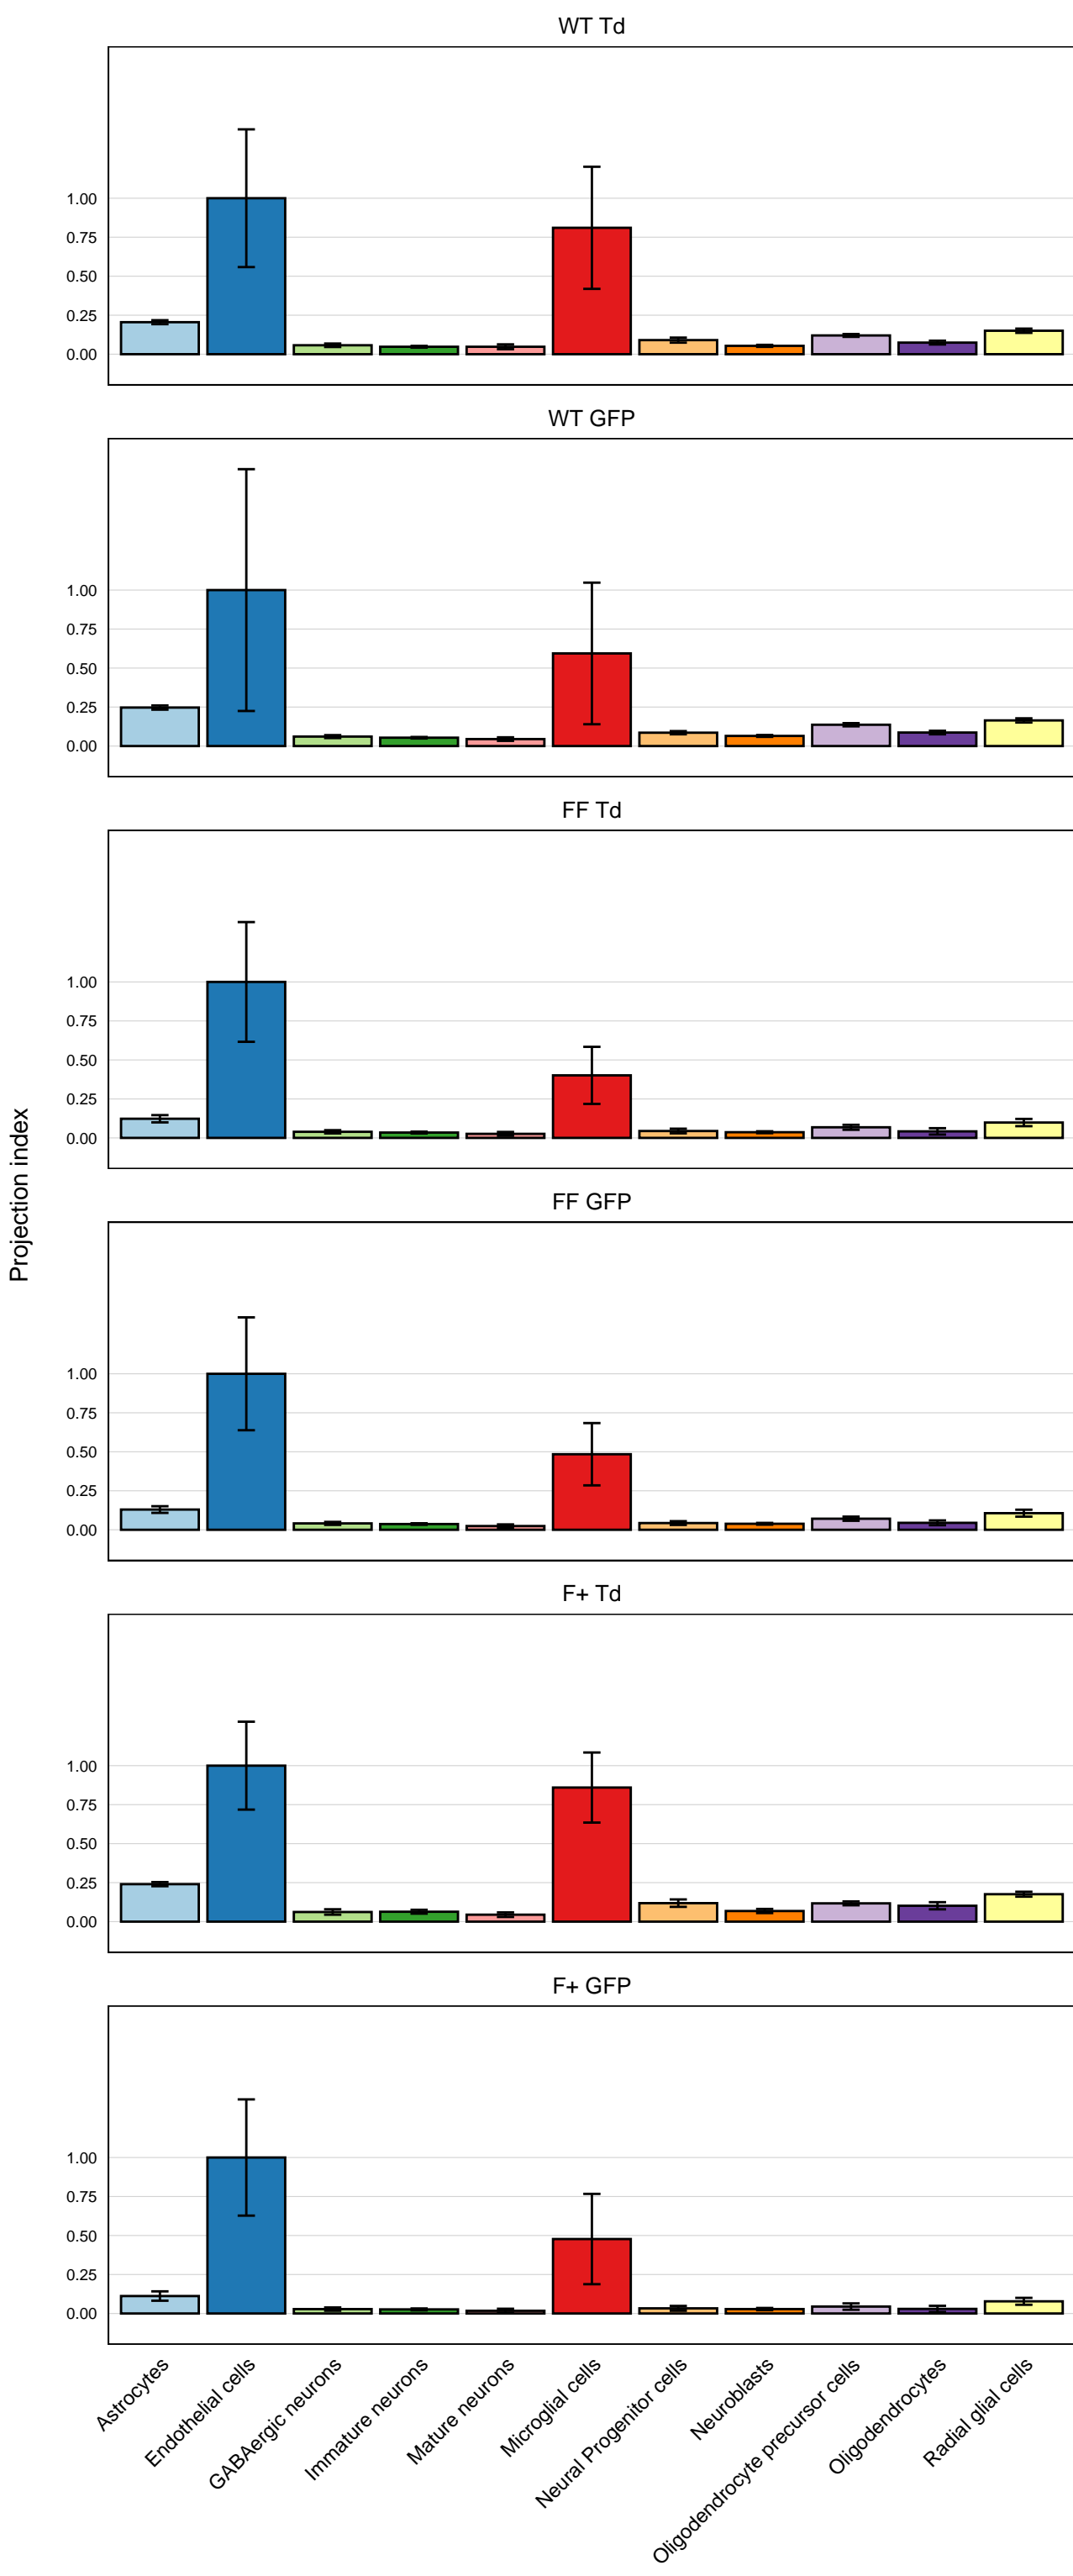 WT Td
1.00
0.75
0.50
0.25
0.00
WT GFP
1.00
0.75
0.50
0.25
0.00
FF Td
1.00
0.75
0.50
0.25
0.00
Projection index
FF GFP
1.00
0.75
0.50
0.25
0.00
F+ Td
1.00
0.75
0.50
0.25
0.00
F+ GFP
1.00
0.75
0.50
0.25
0.00
Astrocytes
Endothelial cells
GABAergic neurons
Immature neurons
Mature neurons
Microglial cells
Neural Progenitor cells
Neuroblasts
Oligodendrocyte precursor cells
Oligodendrocytes
Radial glial cells